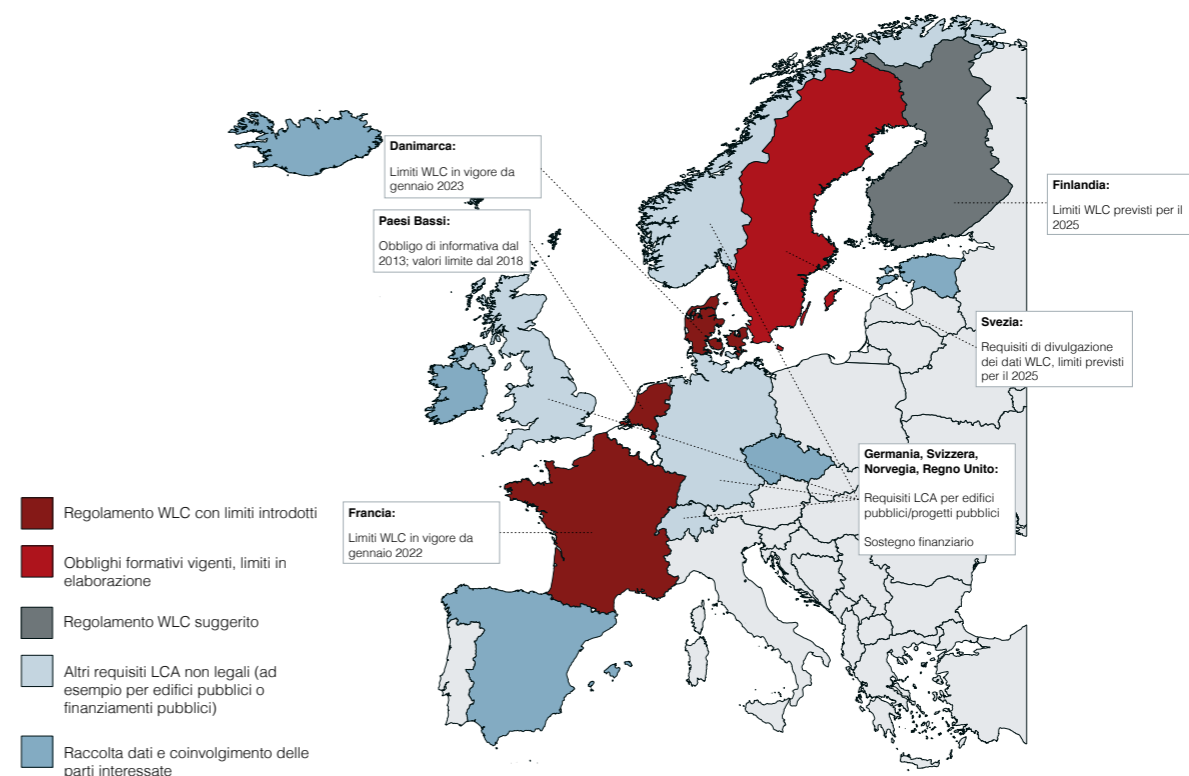 Danimarca:
Limiti WLC in vigore da
gennaio 2023
Paesi Bassi:
Obbligo di informativa dal
2013; valori limite dal 2018
Finlandia:
Limiti WLC previsti per il
2025
Svezia:
Requisiti di divulgazione
dei dati WLC, limiti previsti
per il 2025
Germania, Svizzera,
Norvegia, Regno Unito:
Requisiti LCA per edifici
pubblici/progetti pubblici
Sostegno finanziario
Francia:
Limiti WLC in vigore da
gennaio 2022
Regolamento WLC con limiti introdotti
Obblighi formativi vigenti, limiti in
elaborazione
Regolamento WLC suggerito
Altri requisiti LCA non legali (ad
esempio per edifici pubblici o
finanziamenti pubblici)
Raccolta dati e coinvolgimento delle
parti interessate